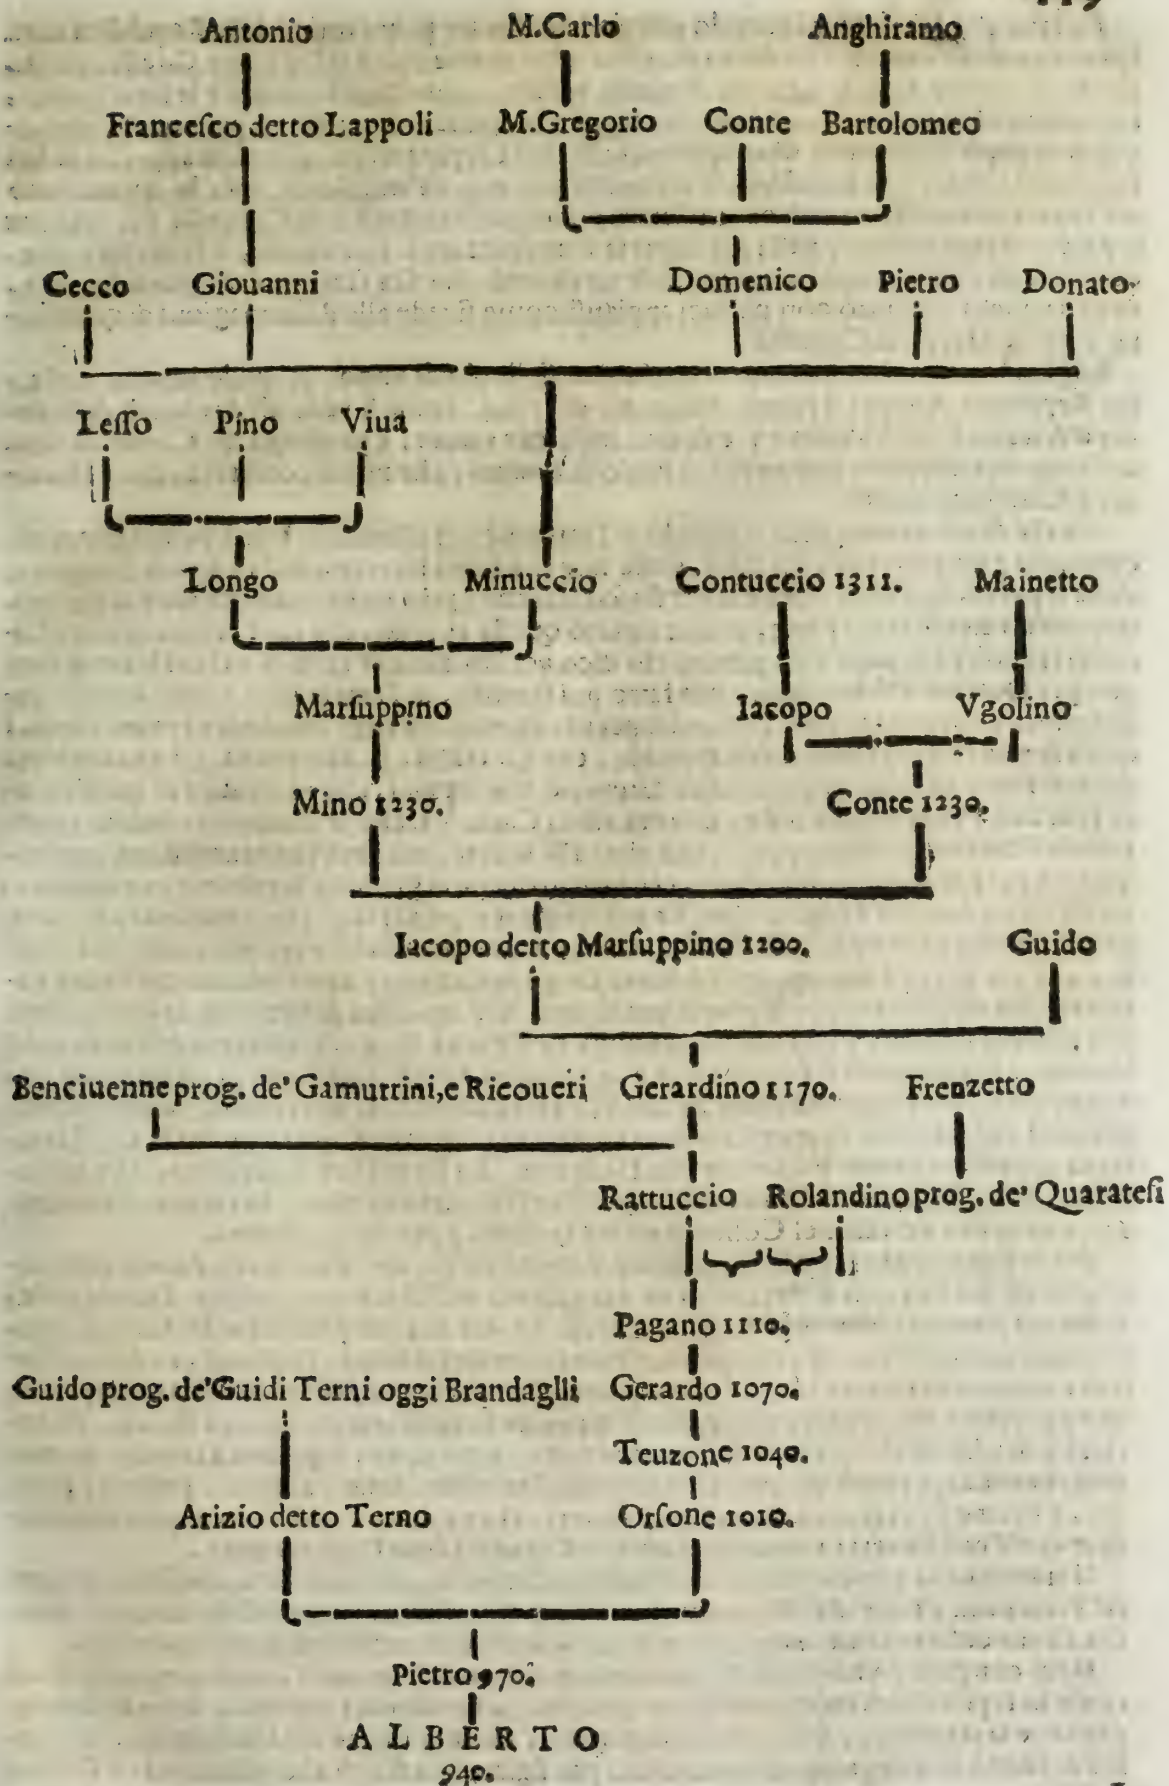 Antonio M.Carlo Anghiramo
Franceſco detto Lappoli M.Gregorio Conte Bartolomeo
Cecco Giouanni Domenico Pietro Donato
Leſſo Pino Viua
Longo Minuccio Contuccio 1311. Mainetto
Marſuppino Iacopo Vgolino
Mino 1230. Conte 1230.
Iacopo detto Marſuppino 1200. Guido
Benciuenne prog. de' Gamurrini, e Ricoueri Gerardino 1170. Frenzetto
Rattuccio Rolandino prog. de' Quarateſi
Pagano 1110.
Guido prog. de' Guidi Terni oggi Brandaglli Gerardo 1070.
Teuzone 1040.
Arizio detto Terno Orſone 1010.
Pietro 970.
ALBERTO
940.